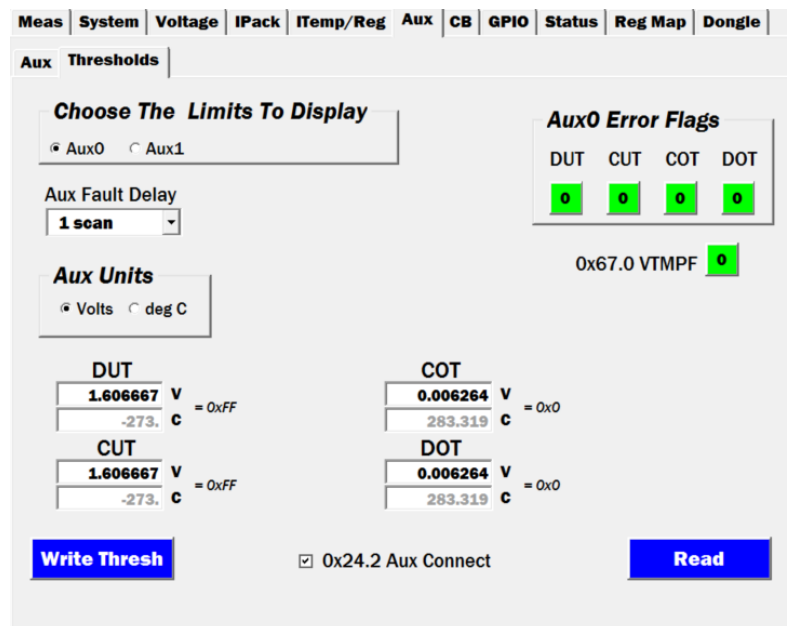 Meas System Voltage IPack ITemp/Reg Aux CB GPIO Status Reg Map Dongle
Aux Thresholds
Choose The Limits To Display
Aux0 Aux1
Aux0 Error Flags
DUT CUT COT DOT
0 0 0 0
Aux Fault Delay
1 scan
0x67.0 VTMPF 0
Aux Units
Volts deg C
DUT
1.606667 V
-273. C
= 0xFF
COT
0.006264 V
283.319 C
= 0x0
CUT
1.606667 V
-273. C
= 0xFF
DOT
0.006264 V
283.319 C
= 0x0
Write Thresh 0x24.2 Aux Connect Read